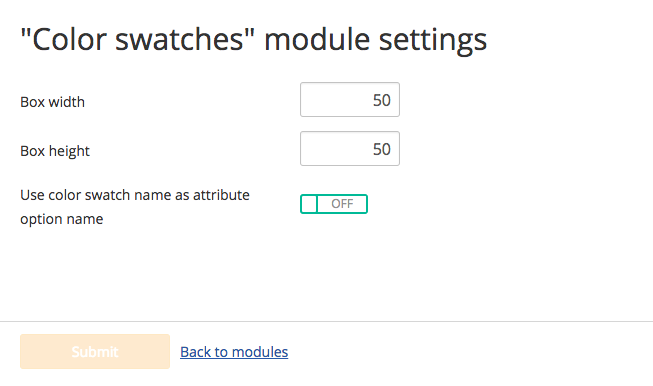 "Color swatches" module settings
Box width
50
Box height
50
Use color swatch name as attribute
option name
OFF
Submit
Back to modules